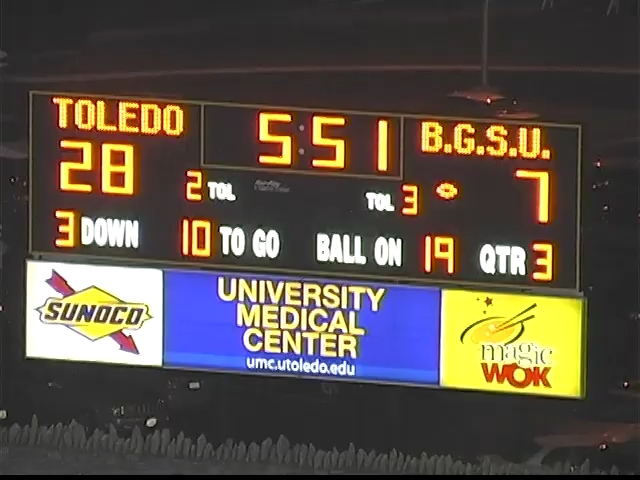 TOLEDO 5:51 B.G.S.U.
28 2 TOL TOL 3 7
3 DOWN 10 TO GO BALL ON 19 QTR 3
SUNOCO
UNIVERSITY
MEDICAL
CENTER
umc.utoledo.edu
magic
WOK